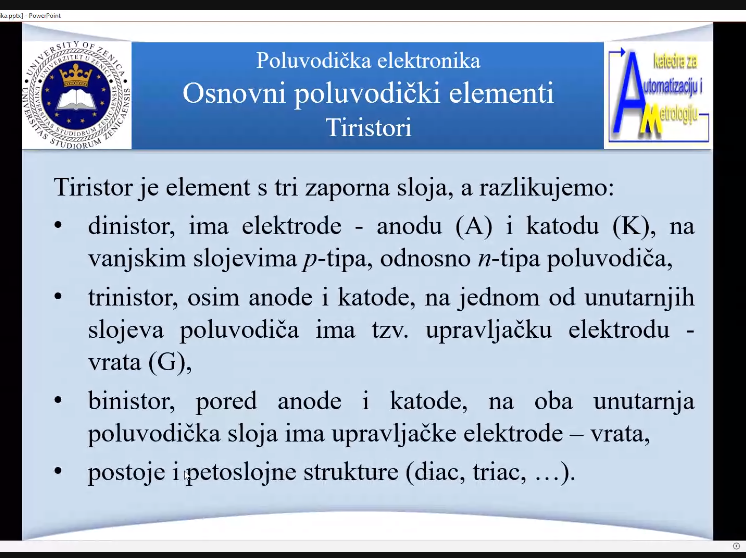 ika.pptx] - PowerPoint
UNIVERSITY OF ZENICA
UNIVERZITET U ZENICI
UNIVERSITAS STUDIORUM ZENICAENSIS
Poluvodička elektronika
Osnovni poluvodički elementi
Tiristori
katedra za
Automatizaciju i
Metrologiju
Tiristor je element s tri zaporna sloja, a razlikujemo:
• dinistor, ima elektrode - anodu (A) i katodu (K), na
vanjskim slojevima p-tipa, odnosno n-tipa poluvodiča,
• trinistor, osim anode i katode, na jednom od unutarnjih
slojeva poluvodiča ima tzv. upravljačku elektrodu -
vrata (G),
• binistor, pored anode i katode, na oba unutarnja
poluvodička sloja ima upravljačke elektrode – vrata,
• postoje i petoslojne strukture (diac, triac, …).